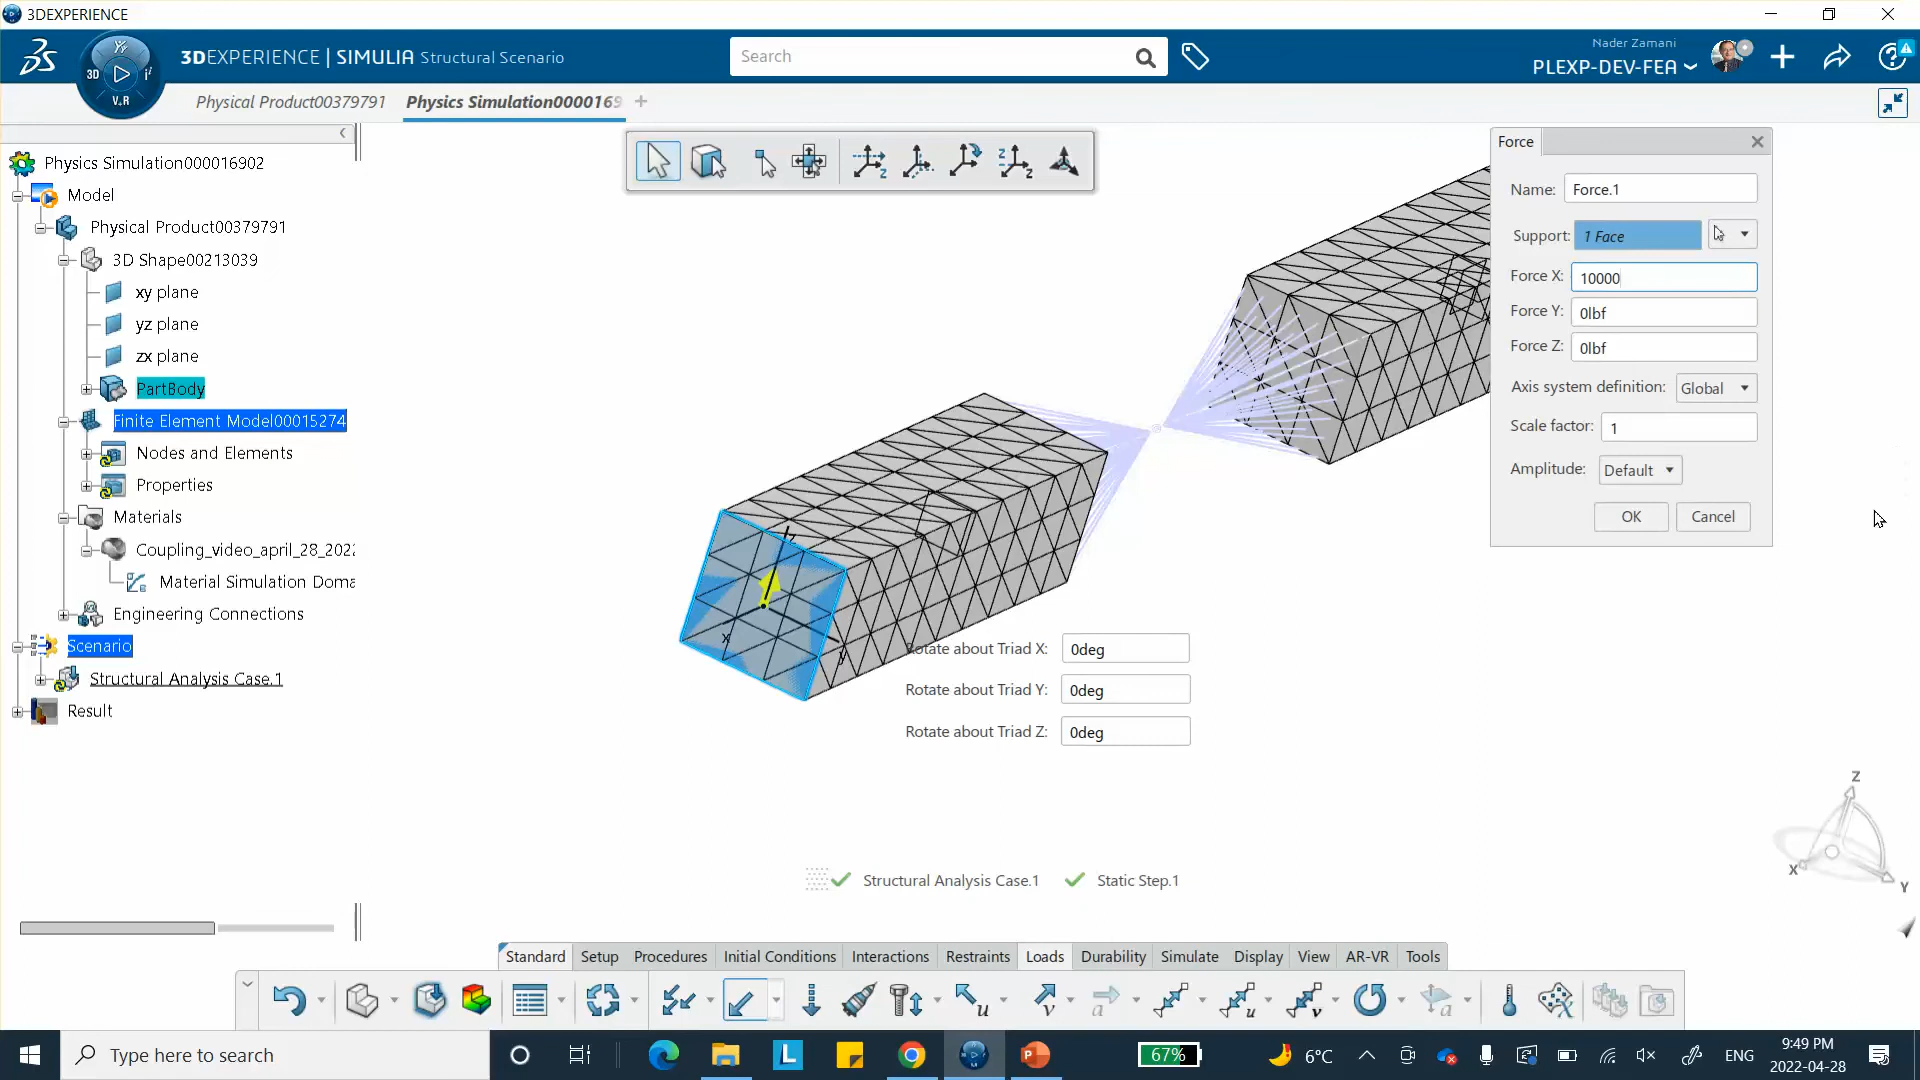 3DEXPERIENCE
3DEXPERIENCE | SIMULIA Structural Scenario
Search
Nader Zamani
PLEXP-DEV-FEA
3D
V.R
Physical Product00379791
Physics Simulation0000169
Physics Simulation000016902
Model
Physical Product00379791
3D Shape00213039
xy plane
yz plane
zx plane
PartBody
Finite Element Model00015274
Nodes and Elements
Properties
Materials
Coupling_video_april_28_202
Material Simulation Doma
Engineering Connections
Scenario
Structural Analysis Case.1
Result
Force
Name: Force.1
Support: 1 Face
Force X: 10000
Force Y: 0lbf
Force Z: 0lbf
Axis system definition: Global
Scale factor: 1
Amplitude: Default
OK Cancel
z
x
y
Rotate about Triad X: 0deg
Rotate about Triad Y: 0deg
Rotate about Triad Z: 0deg
Z
X
Y
Structural Analysis Case.1 Static Step.1
Standard Setup Procedures Initial Conditions Interactions Restraints Loads Durability Simulate Display View AR-VR Tools
Type here to search
67%
6°C
ENG
9:49 PM
2022-04-28